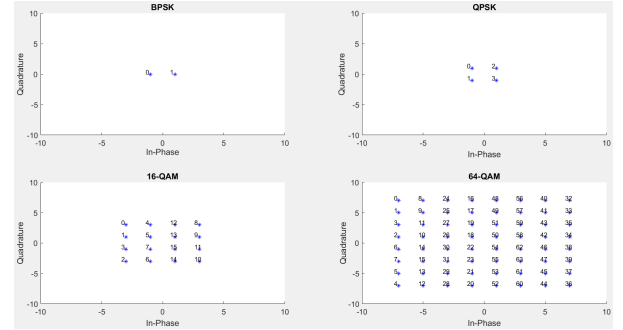 BPSK
10
5
0
-5
-10
Quadrature
0 1
-10 -5 0 5 10
In-Phase
QPSK
10
5
0
-5
-10
Quadrature
0 2
1 3
-10 -5 0 5 10
In-Phase
16-QAM
10
5
0
-5
-10
Quadrature
0 4 12 8
1 5 13 9
3 7 15 11
2 6 14 10
-10 -5 0 5 10
In-Phase
64-QAM
10
5
0
-5
-10
Quadrature
0 8 24 16 48 56 40 32
1 9 25 17 49 57 41 33
3 11 27 19 51 59 43 35
2 10 26 18 50 58 42 34
6 14 30 22 54 62 46 38
7 15 31 23 55 63 47 39
5 13 29 21 53 61 45 37
4 12 28 20 52 60 44 36
-10 -5 0 5 10
In-Phase